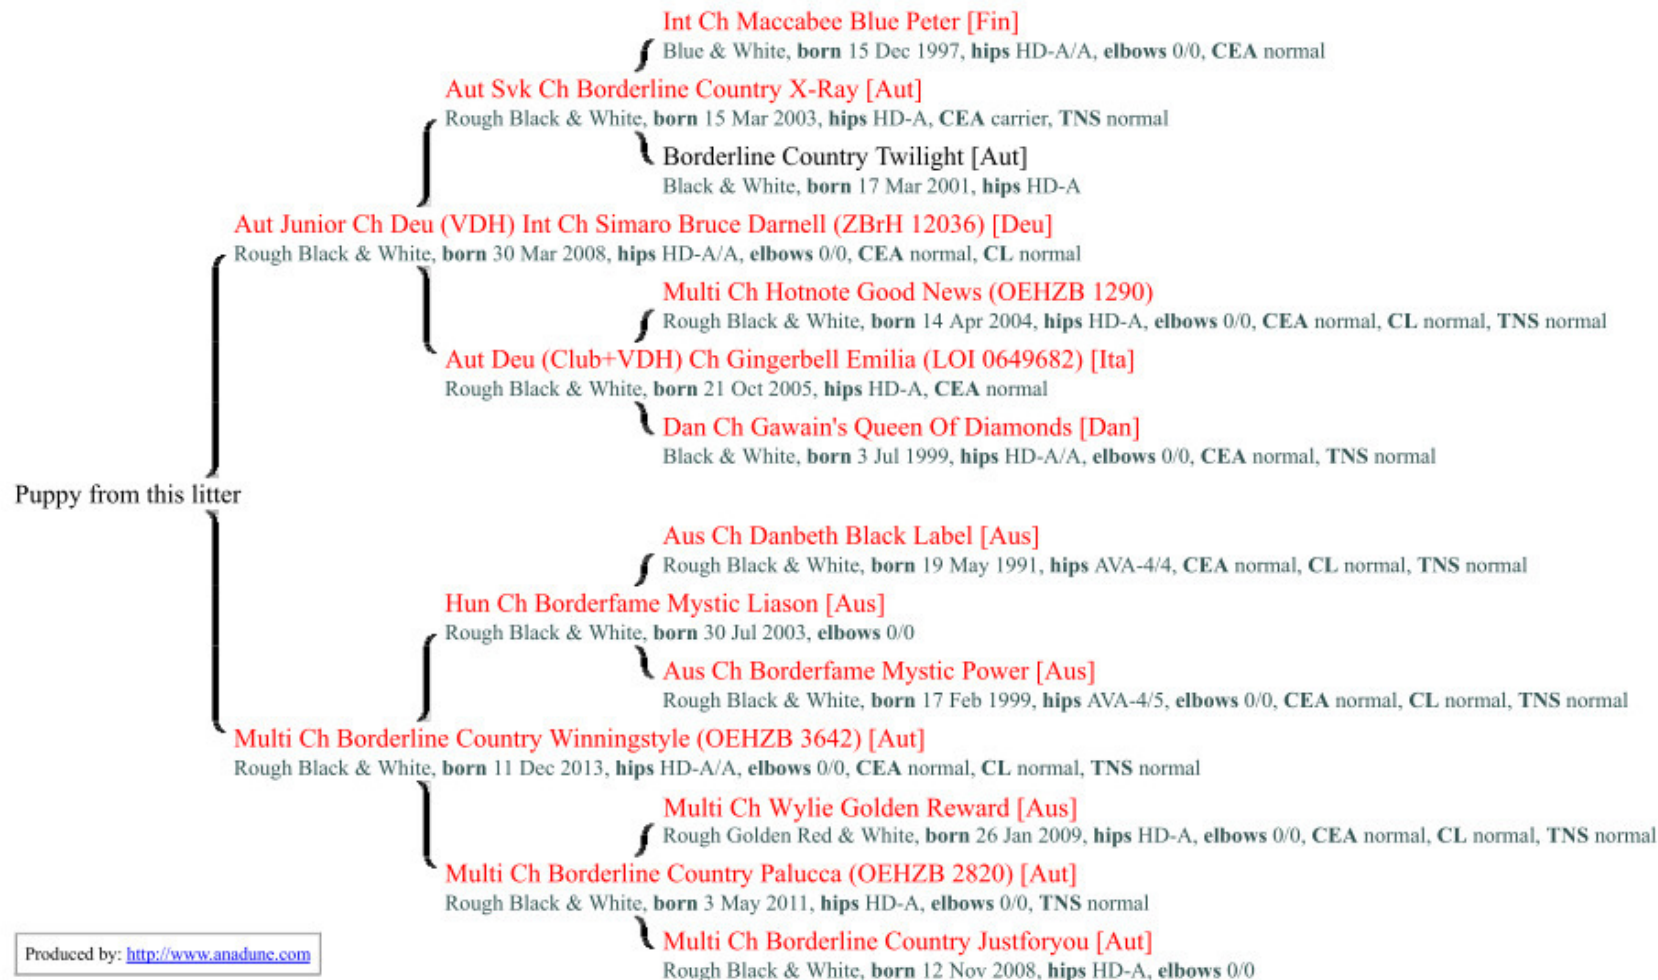 Int Ch Maccabee Blue Peter [Fin]
Blue & White, born 15 Dec 1997, hips HD-A/A, elbows 0/0, CEA normal
Aut Svk Ch Borderline Country X-Ray [Aut]
Rough Black & White, born 15 Mar 2003, hips HD-A, CEA carrier, TNS normal
Borderline Country Twilight [Aut]
Black & White, born 17 Mar 2001, hips HD-A
Aut Junior Ch Deu (VDH) Int Ch Simaro Bruce Darnell (ZBrH 12036) [Deu]
Rough Black & White, born 30 Mar 2008, hips HD-A/A, elbows 0/0, CEA normal, CL normal
Multi Ch Hotnote Good News (OEHZB 1290)
Rough Black & White, born 14 Apr 2004, hips HD-A, elbows 0/0, CEA normal, CL normal, TNS normal
Aut Deu (Club+VDH) Ch Gingerbell Emilia (LOI 0649682) [Ita]
Rough Black & White, born 21 Oct 2005, hips HD-A, CEA normal
Dan Ch Gawain's Queen Of Diamonds [Dan]
Black & White, born 3 Jul 1999, hips HD-A/A, elbows 0/0, CEA normal, TNS normal
Puppy from this litter
Aus Ch Danbeth Black Label [Aus]
Rough Black & White, born 19 May 1991, hips AVA-4/4, CEA normal, CL normal, TNS normal
Hun Ch Borderfame Mystic Liason [Aus]
Rough Black & White, born 30 Jul 2003, elbows 0/0
Aus Ch Borderfame Mystic Power [Aus]
Rough Black & White, born 17 Feb 1999, hips AVA-4/5, elbows 0/0, CEA normal, CL normal, TNS normal
Multi Ch Borderline Country Winningstyle (OEHZB 3642) [Aut]
Rough Black & White, born 11 Dec 2013, hips HD-A/A, elbows 0/0, CEA normal, CL normal, TNS normal
Multi Ch Wylie Golden Reward [Aus]
Rough Golden Red & White, born 26 Jan 2009, hips HD-A, elbows 0/0, CEA normal, CL normal, TNS normal
Multi Ch Borderline Country Palucca (OEHZB 2820) [Aut]
Rough Black & White, born 3 May 2011, hips HD-A, elbows 0/0, TNS normal
Multi Ch Borderline Country Justforyou [Aut]
Rough Black & White, born 12 Nov 2008, hips HD-A, elbows 0/0
Produced by: http://www.anadune.com